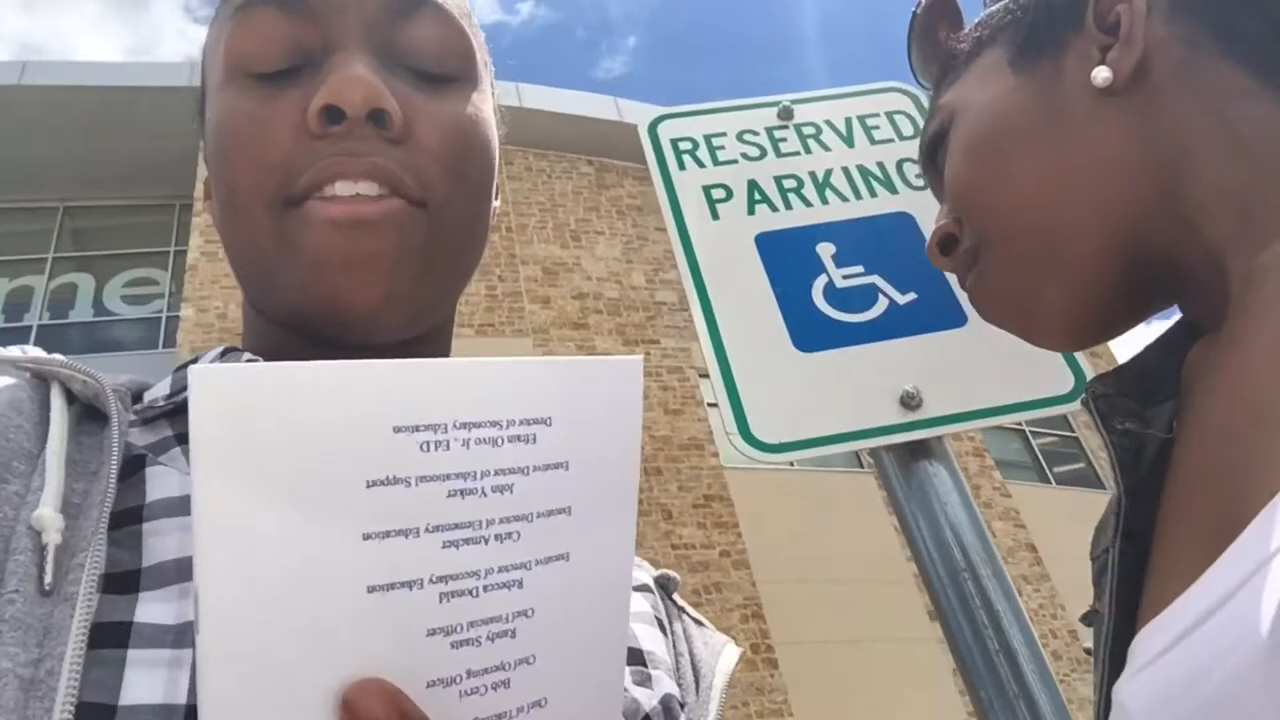 me
RESERVED
PARKING
Chief of
Bob Cervi
Chief Operating Officer
Randy Staats
Chief Financial Officer
Rebecca Donald
Executive Director of Secondary Education
Carla Amacher
Executive Director of Elementary Education
John Yonker
Executive Director of Educational Support
Efrain Olivo Jr., Ed.D
Director of Secondary Education